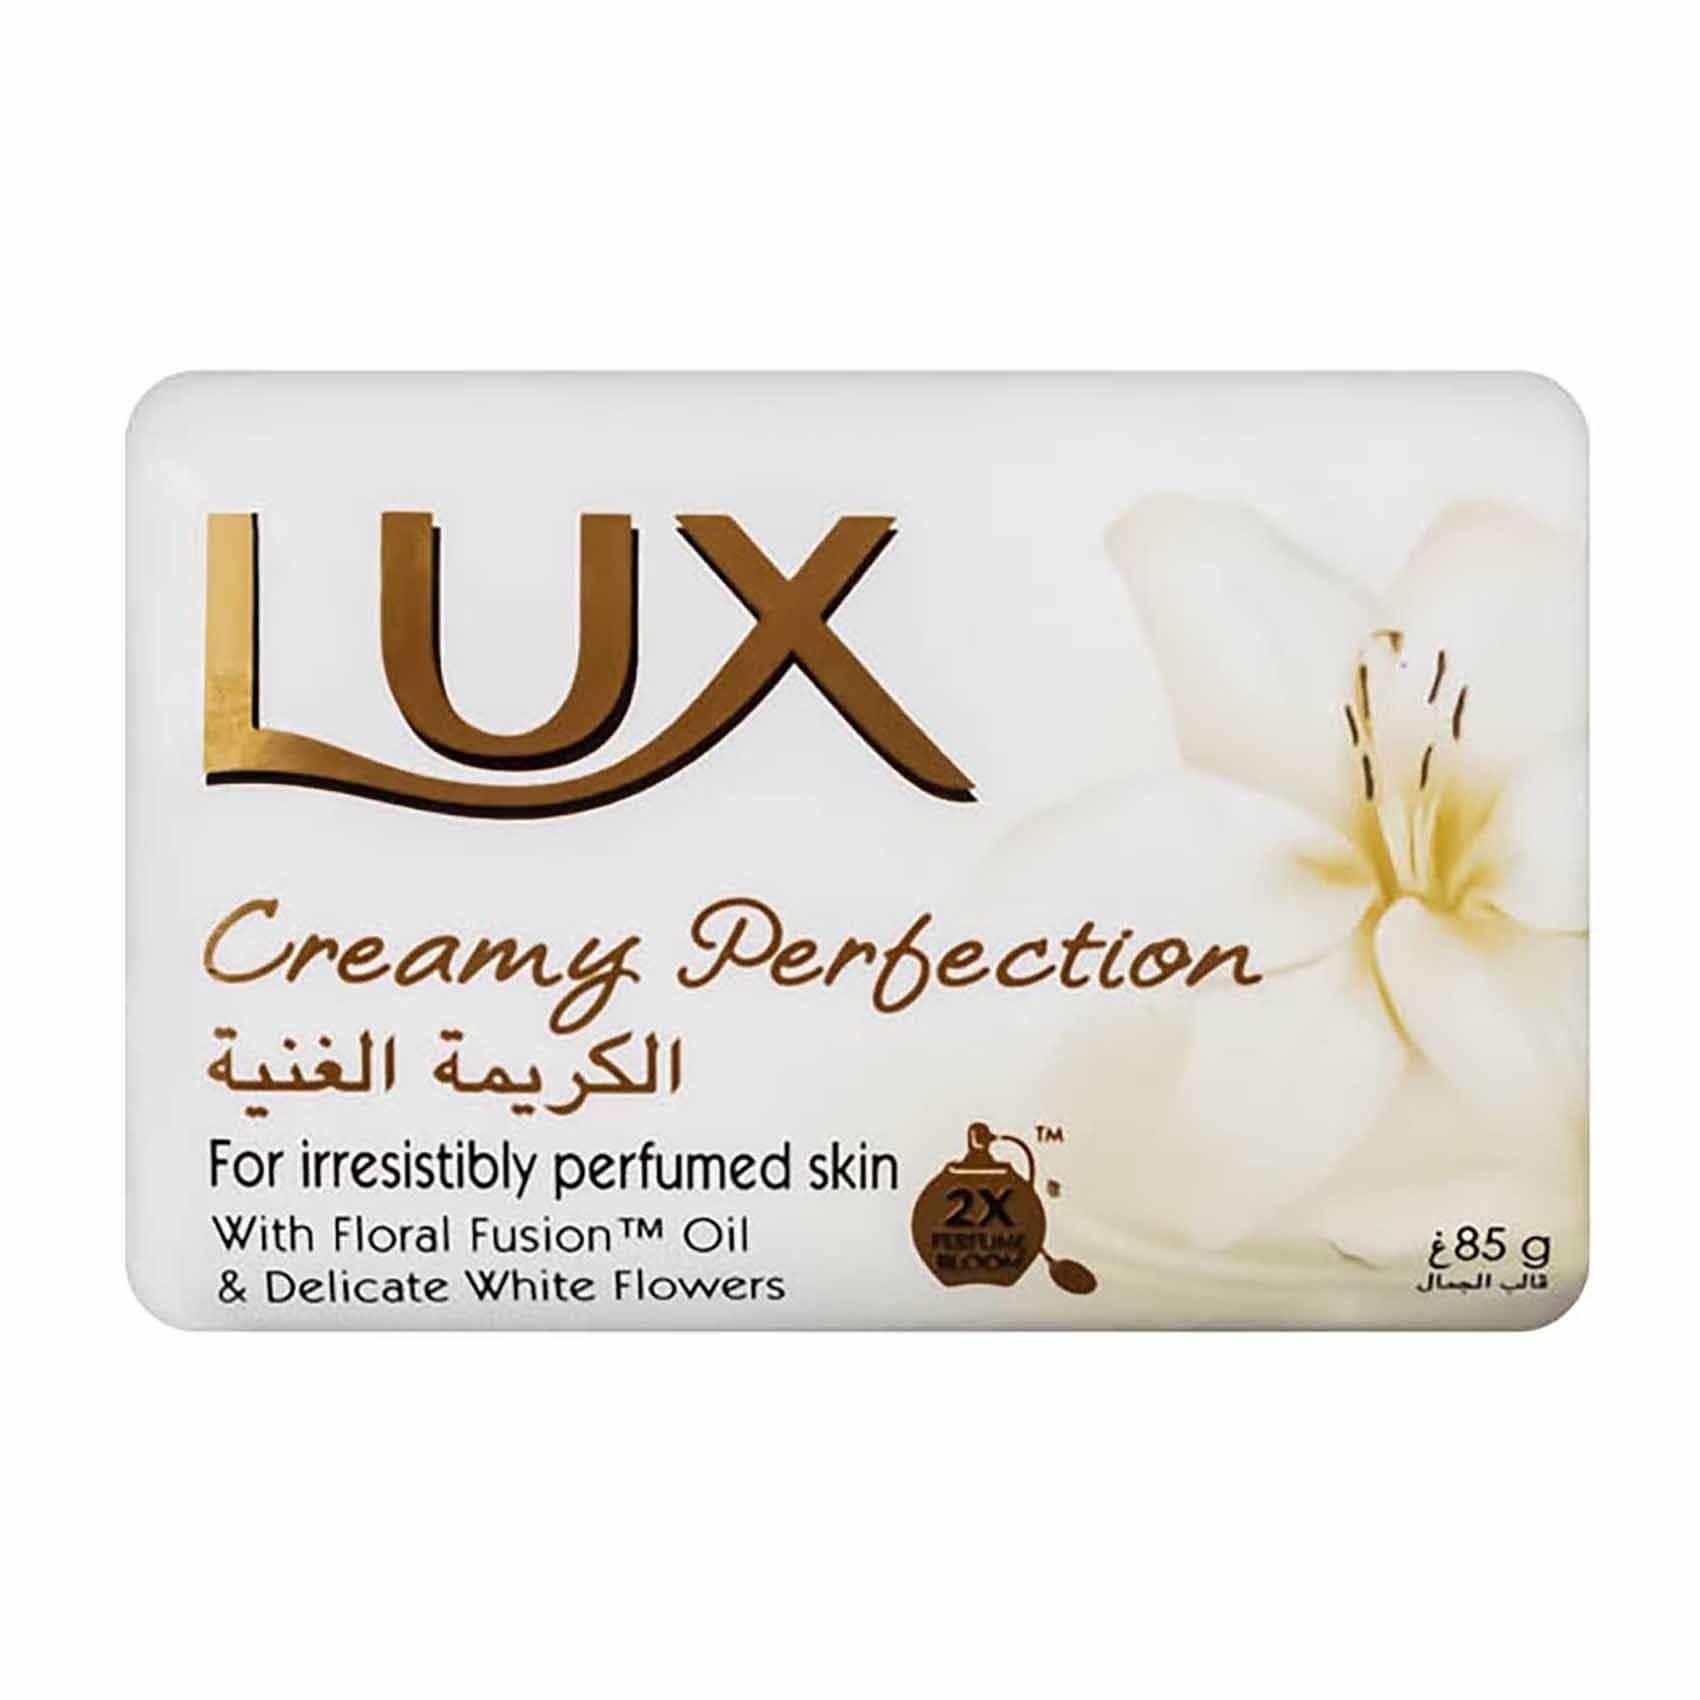 LUX
Creamy Perfection
الكريمة الغنية
For irresistibly perfumed skin
With Floral Fusion™ Oil
& Delicate White Flowers
™
2X
PERFUME
BLOOM
85 g غ
قالب الجمال